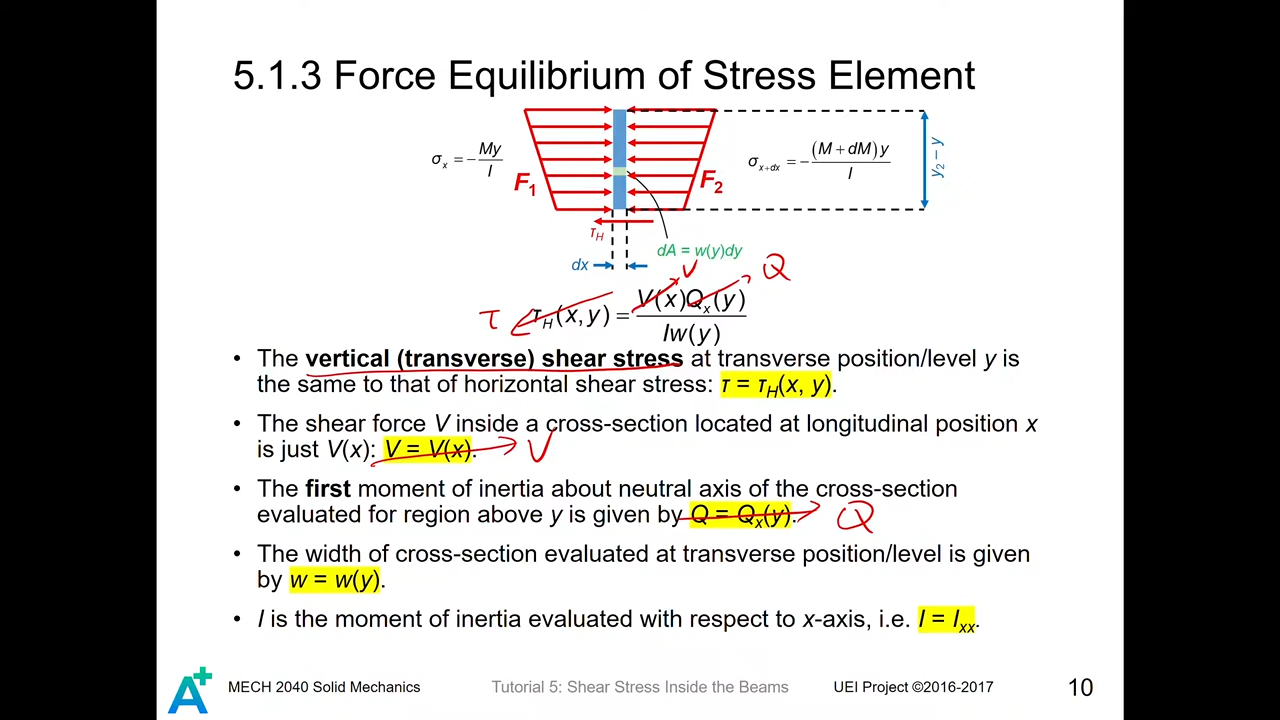 5.1.3 Force Equilibrium of Stress Element
σx = − My / I
F1
F2
σx+dx = − (M + dM) y / I
y2 − y
τH
dA = w(y)dy
dx
V
Q
τ
τH(x, y) = V(x)Qx(y) / Iw(y)
• The vertical (transverse) shear stress at transverse position/level y is
the same to that of horizontal shear stress: τ = τH(x, y).
• The shear force V inside a cross-section located at longitudinal position x
is just V(x): V = V(x).
V
• The first moment of inertia about neutral axis of the cross-section
evaluated for region above y is given by Q = Qx(y).
Q
• The width of cross-section evaluated at transverse position/level is given
by w = w(y).
• I is the moment of inertia evaluated with respect to x-axis, i.e. I = Ixx.
A+
MECH 2040 Solid Mechanics
Tutorial 5: Shear Stress Inside the Beams
UEI Project ©2016-2017
10